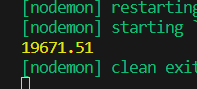 [nodemon] restarting
[nodemon] starting `
19671.51
[nodemon] clean exit